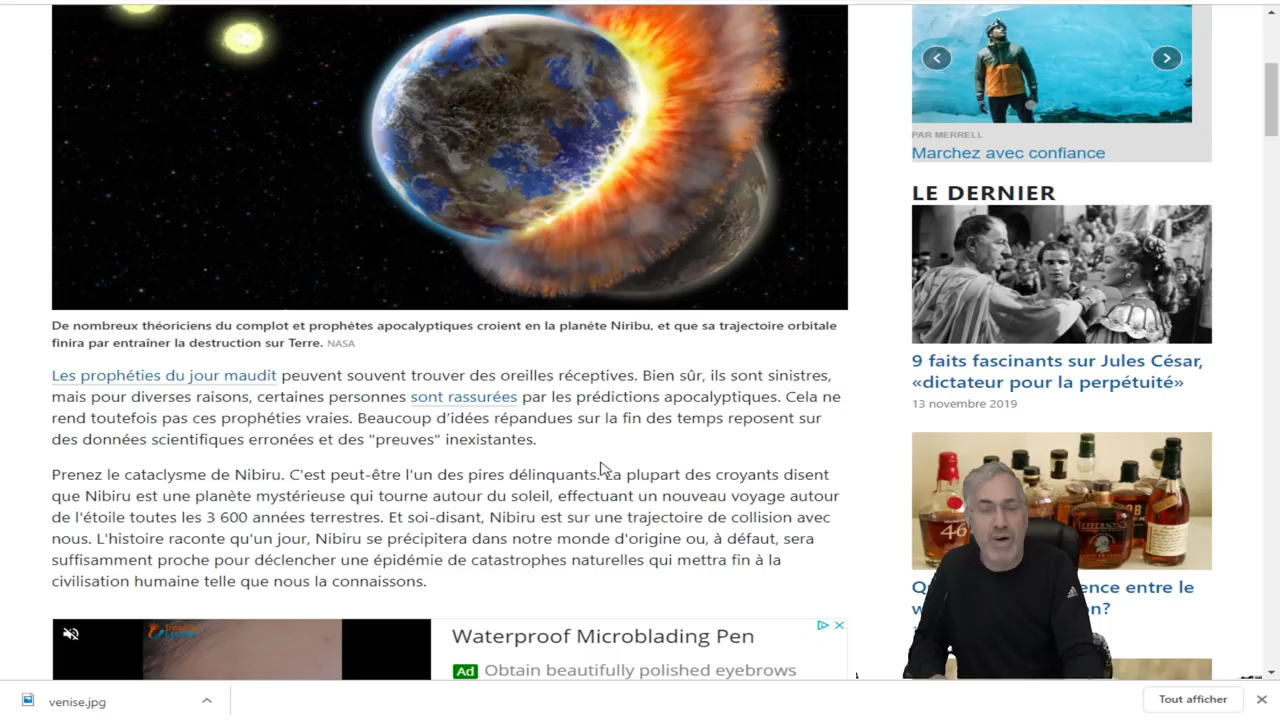 PAR MERRELL
Marchez avec confiance
LE DERNIER
De nombreux théoriciens du complot et prophètes apocalyptiques croient en la planète Niribu, et que sa trajectoire orbitale
finira par entraîner la destruction sur Terre. NASA
Les prophéties du jour maudit peuvent souvent trouver des oreilles réceptives. Bien sûr, ils sont sinistres,
mais pour diverses raisons, certaines personnes sont rassurées par les prédictions apocalyptiques. Cela ne
rend toutefois pas ces prophéties vraies. Beaucoup d'idées répandues sur la fin des temps reposent sur
des données scientifiques erronées et des "preuves" inexistantes.
Prenez le cataclysme de Nibiru. C'est peut-être l'un des pires délinquants. La plupart des croyants disent
que Nibiru est une planète mystérieuse qui tourne autour du soleil, effectuant un nouveau voyage autour
de l'étoile toutes les 3 600 années terrestres. Et soi-disant, Nibiru est sur une trajectoire de collision avec
nous. L'histoire raconte qu'un jour, Nibiru se précipitera dans notre monde d'origine ou, à défaut, sera
suffisamment proche pour déclencher une épidémie de catastrophes naturelles qui mettra fin à la
civilisation humaine telle que nous la connaissons.
9 faits fascinants sur Jules César,
«dictateur pour la perpétuité»
13 novembre 2019
46
JEFFERSON'S
ence entre le
on?
Waterproof Microblading Pen
Ad Obtain beautifully polished eyebrows
venise.jpg
Tout afficher